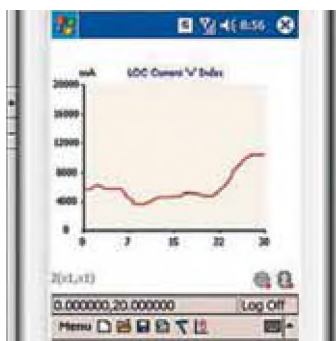 S 8:56
mA LOC Current 'v' Index
20000
16000
12000
8000
4000
0
0 7 15 22 30
Z(x1,x1)
0.000000,20.000000 Log Off
Menu